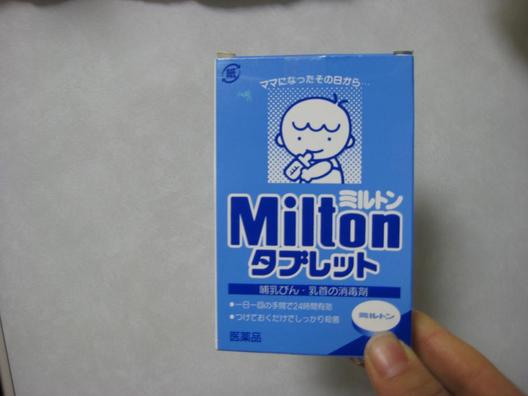 紙
ママになったその日から…
ミルトン
Milton
タブレット
哺乳びん・乳首の消毒剤
●一日一回の手間で24時間有効
●つけておくだけでしっかり殺菌
ミルトン
医薬品